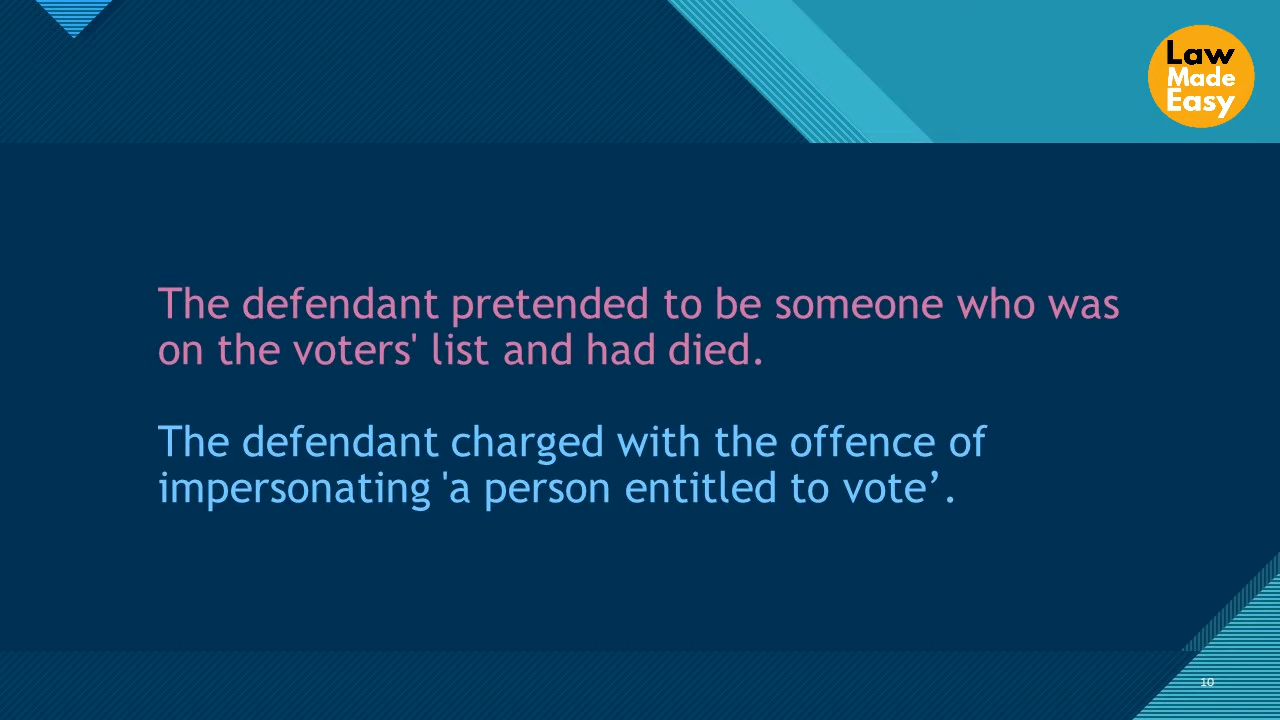 Law
Made
Easy
The defendant pretended to be someone who was
on the voters' list and had died.
The defendant charged with the offence of
impersonating 'a person entitled to vote’.
10